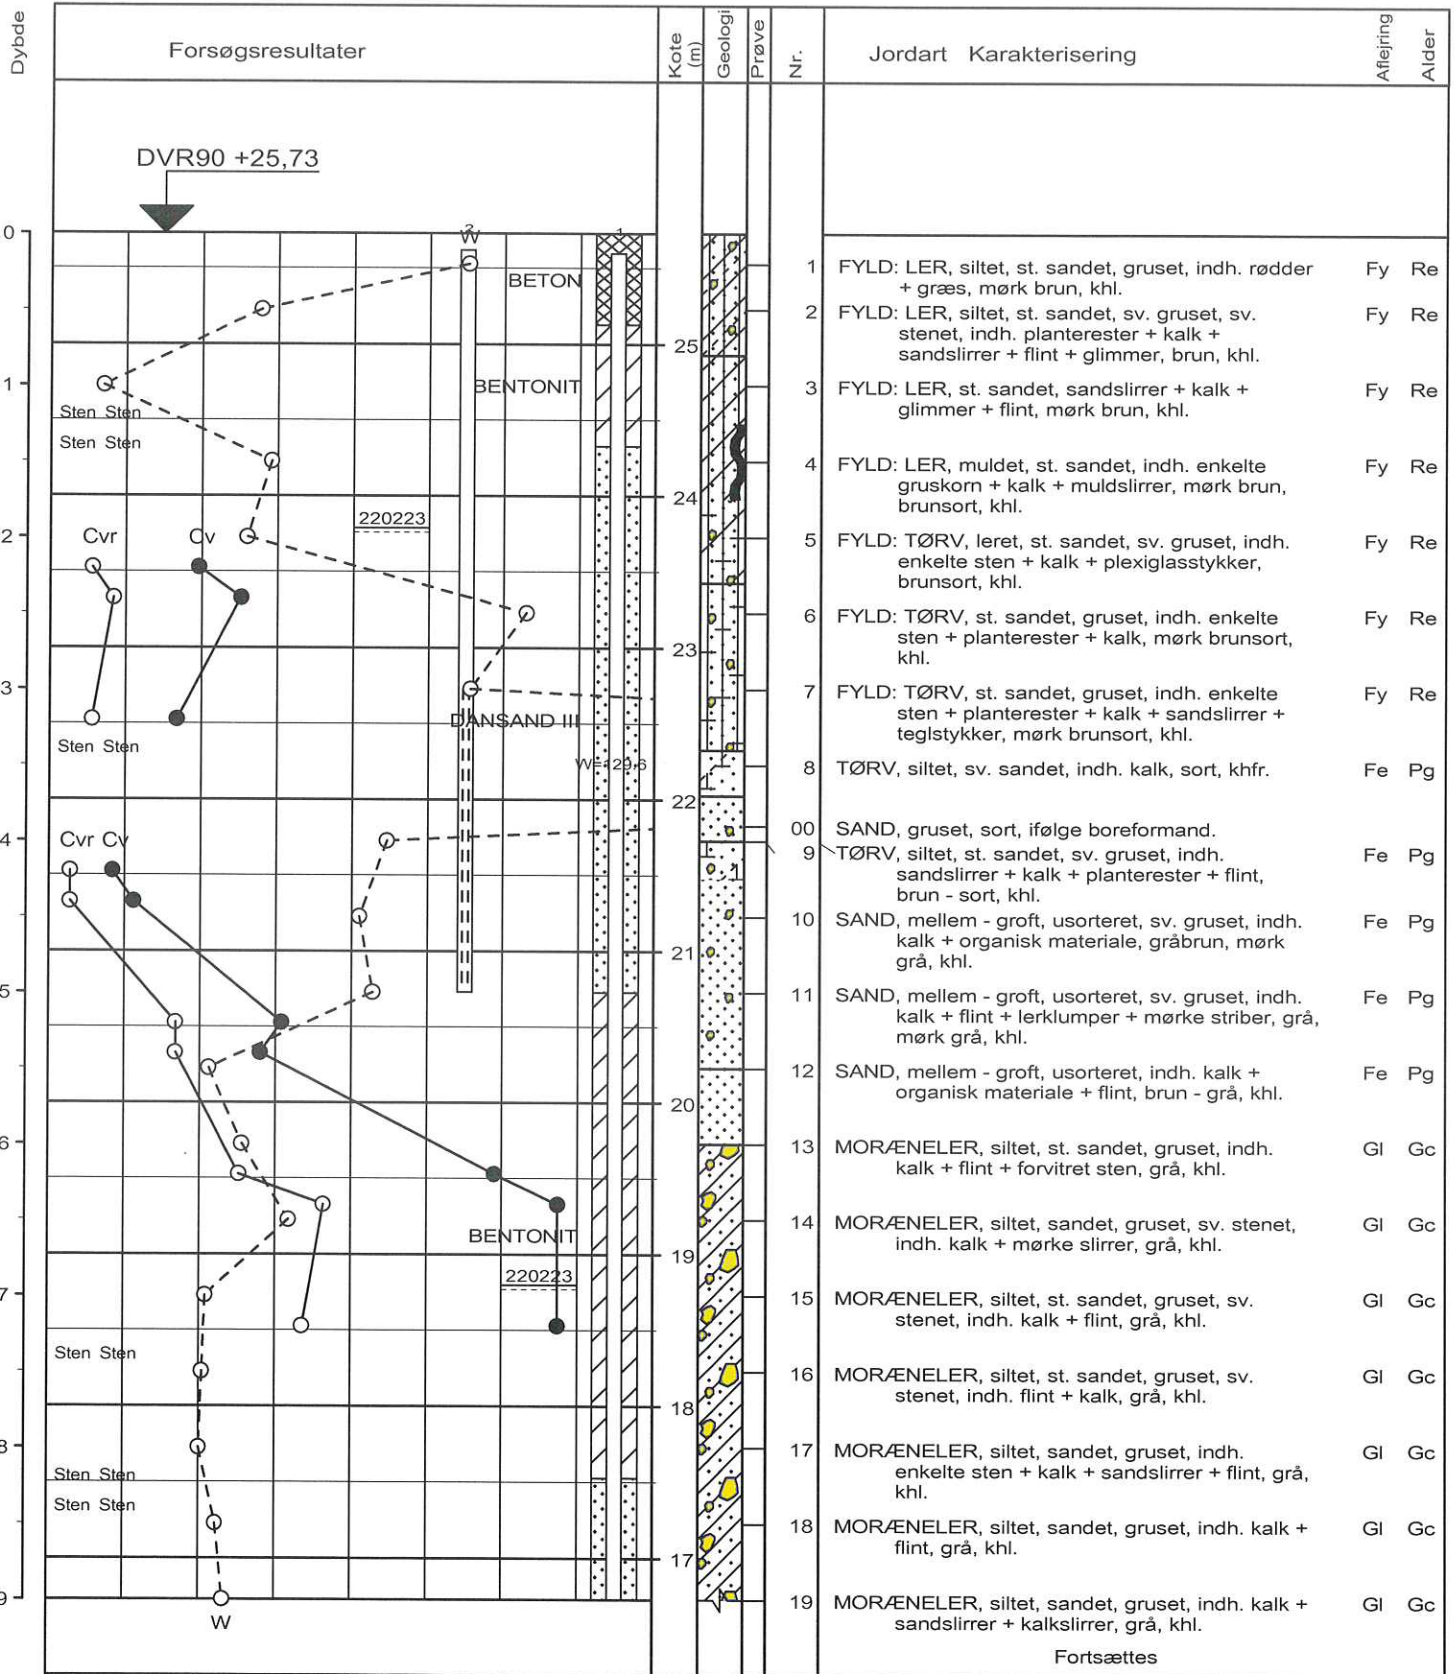 Dybde
Forsøgsresultater
Kote (m)
Geologi
Prøve
Nr.
Jordart Karakterisering
Aflejring
Alder
DVR90 +25,73
0
2
W
1
BETON
1 FYLD: LER, siltet, st. sandet, gruset, indh. rødder Fy Re
+ græs, mørk brun, khl.
2 FYLD: LER, siltet, st. sandet, sv. gruset, sv. Fy Re
stenet, indh. planterester + kalk +
sandslirrer + flint + glimmer, brun, khl.
25
1
BENTONIT
3 FYLD: LER, st. sandet, sandslirrer + kalk + Fy Re
glimmer + flint, mørk brun, khl.
Sten Sten
Sten Sten
4 FYLD: LER, muldet, st. sandet, indh. enkelte Fy Re
gruskorn + kalk + muldslirrer, mørk brun,
brunsort, khl.
24
220223
2
Cvr Cv
5 FYLD: TØRV, leret, st. sandet, sv. gruset, indh. Fy Re
enkelte sten + kalk + plexiglasstykker,
brunsort, khl.
6 FYLD: TØRV, st. sandet, gruset, indh. enkelte Fy Re
sten + planterester + kalk, mørk brunsort,
khl.
23
3
7 FYLD: TØRV, st. sandet, gruset, indh. enkelte Fy Re
sten + planterester + kalk + sandslirrer +
teglstykker, mørk brunsort, khl.
DANSAND III
Sten Sten
W=129,6
8 TØRV, siltet, sv. sandet, indh. kalk, sort, khfr. Fe Pg
22
4
Cvr Cv
00 SAND, gruset, sort, ifølge boreformand.
9 TØRV, siltet, st. sandet, sv. gruset, indh. Fe Pg
sandslirrer + kalk + planterester + flint,
brun - sort, khl.
10 SAND, mellem - groft, usorteret, sv. gruset, indh. Fe Pg
kalk + organisk materiale, gråbrun, mørk
grå, khl.
21
5
11 SAND, mellem - groft, usorteret, sv. gruset, indh. Fe Pg
kalk + flint + lerklumper + mørke striber, grå,
mørk grå, khl.
12 SAND, mellem - groft, usorteret, indh. kalk + Fe Pg
organisk materiale + flint, brun - grå, khl.
20
6
13 MORÆNELER, siltet, st. sandet, gruset, indh. Gl Gc
kalk + flint + forvitret sten, grå, khl.
14 MORÆNELER, siltet, sandet, gruset, sv. stenet, Gl Gc
indh. kalk + mørke slirrer, grå, khl.
BENTONIT
19
220223
7
15 MORÆNELER, siltet, st. sandet, gruset, sv. Gl Gc
stenet, indh. kalk + flint, grå, khl.
Sten Sten
16 MORÆNELER, siltet, st. sandet, gruset, sv. Gl Gc
stenet, indh. flint + kalk, grå, khl.
18
8
17 MORÆNELER, siltet, sandet, gruset, indh. Gl Gc
enkelte sten + kalk + sandslirrer + flint, grå,
khl.
Sten Sten
Sten Sten
18 MORÆNELER, siltet, sandet, gruset, indh. kalk + Gl Gc
flint, grå, khl.
17
9
19 MORÆNELER, siltet, sandet, gruset, indh. kalk + Gl Gc
sandslirrer + kalkslirrer, grå, khl.
W
Fortsættes